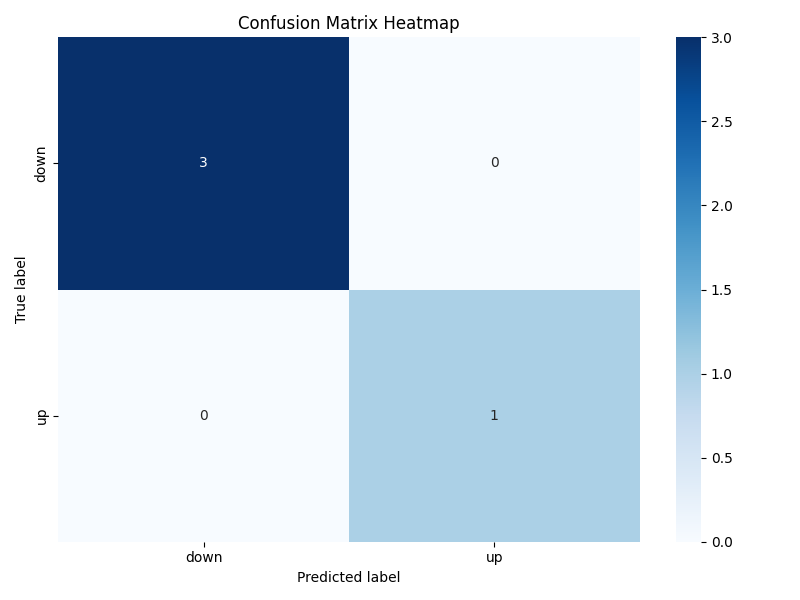 Confusion Matrix Heatmap
True label
down
up
3
0
0
1
down
up
Predicted label
3.0
2.5
2.0
1.5
1.0
0.5
0.0